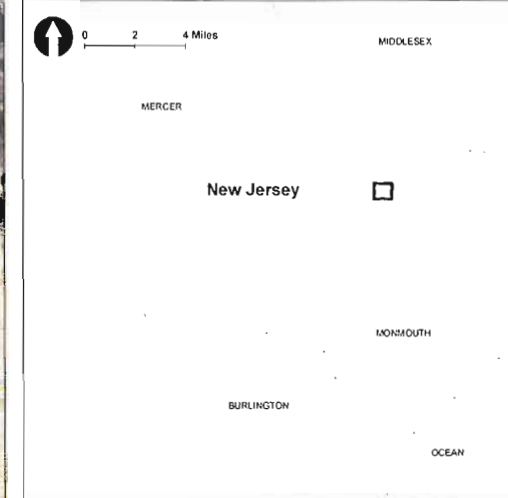 0 2 4 Miles
MIDDLESEX
MERCER
New Jersey
MONMOUTH
BURLINGTON
OCEAN